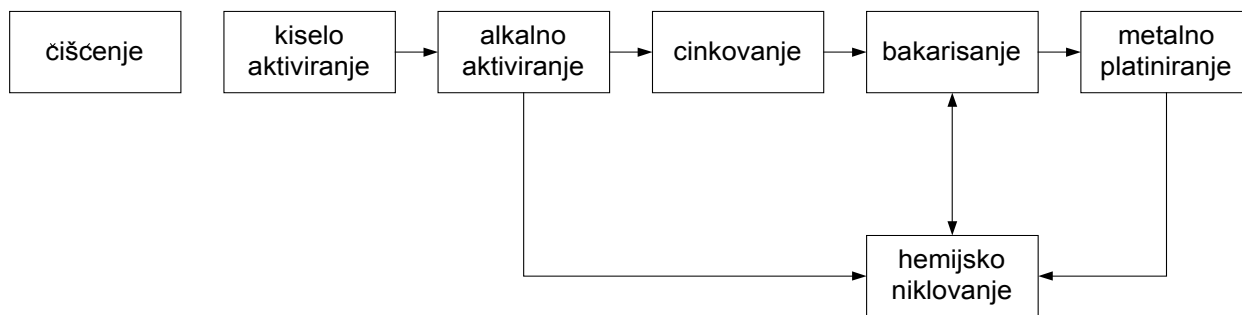 čišćenje
kiselo
aktiviranje
alkalno
aktiviranje
cinkovanje
bakarisanje
metalno
platiniranje
hemijsko
niklovanje